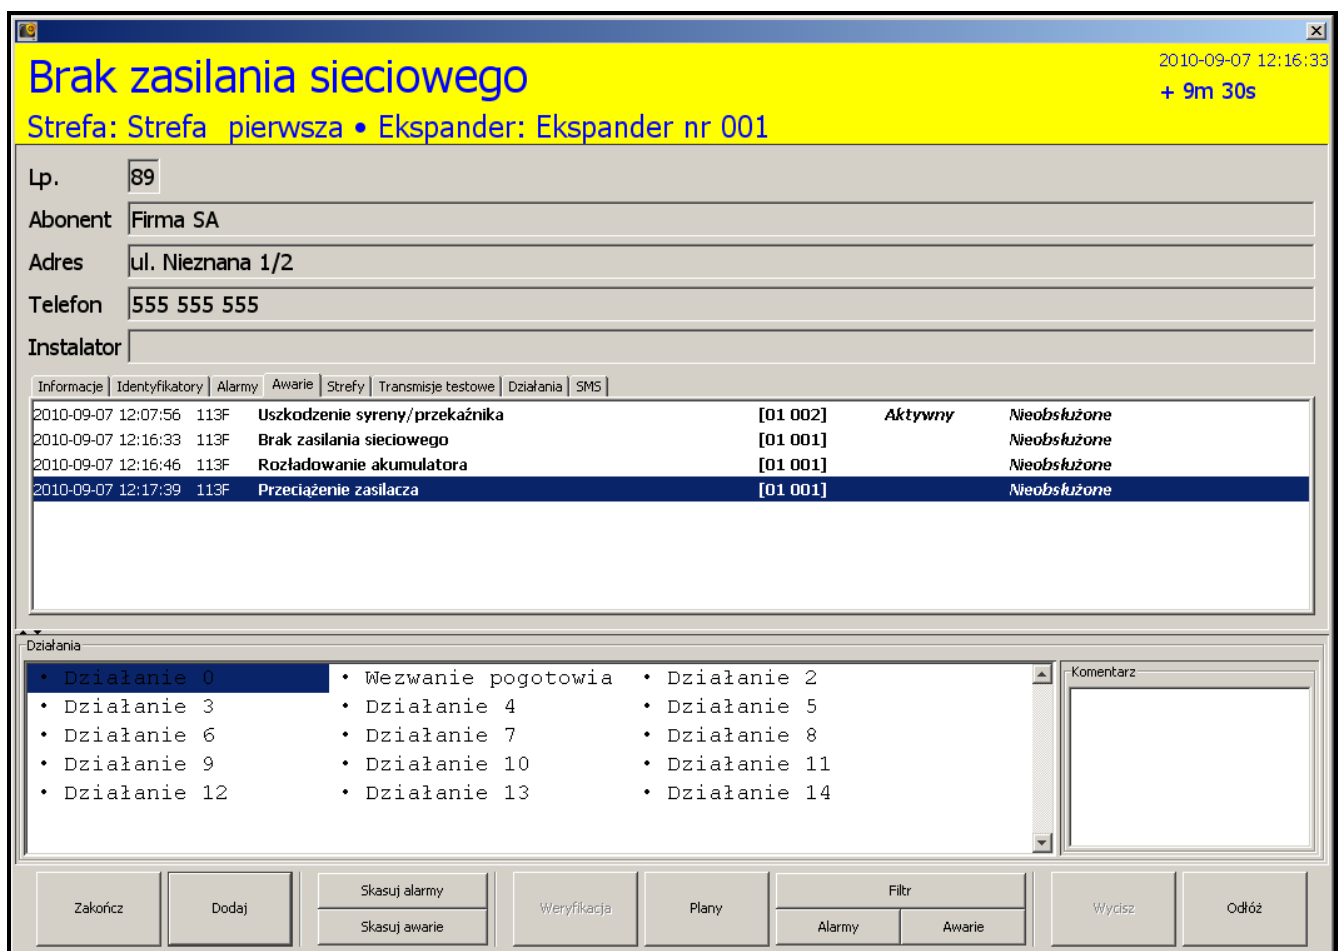 2010-09-07 12:16:33
Brak zasilania sieciowego
+ 9m 30s
Strefa: Strefa pierwsza • Ekspander: Ekspander nr 001
Lp. 89
Abonent Firma SA
Adres ul. Nieznana 1/2
Telefon 555 555 555
Instalator
Informacje Identyfikatory Alarmy Awarie Strefy Transmisje testowe Działania SMS
2010-09-07 12:07:56 113F Uszkodzenie syreny/przekaźnika [01 002] Aktywny Nieobsłużone
2010-09-07 12:16:33 113F Brak zasilania sieciowego [01 001] Nieobsłużone
2010-09-07 12:16:46 113F Rozładowanie akumulatora [01 001] Nieobsłużone
2010-09-07 12:17:39 113F Przeciążenie zasilacza [01 001] Nieobsłużone
Działania
• Działanie 0 • Wezwanie pogotowia • Działanie 2
• Działanie 3 • Działanie 4 • Działanie 5
• Działanie 6 • Działanie 7 • Działanie 8
• Działanie 9 • Działanie 10 • Działanie 11
• Działanie 12 • Działanie 13 • Działanie 14
Komentarz
Zakończ Dodaj Skasuj alarmy Skasuj awarie Weryfikacja Plany Filtr Alarmy Awarie Wycisz Odłóż